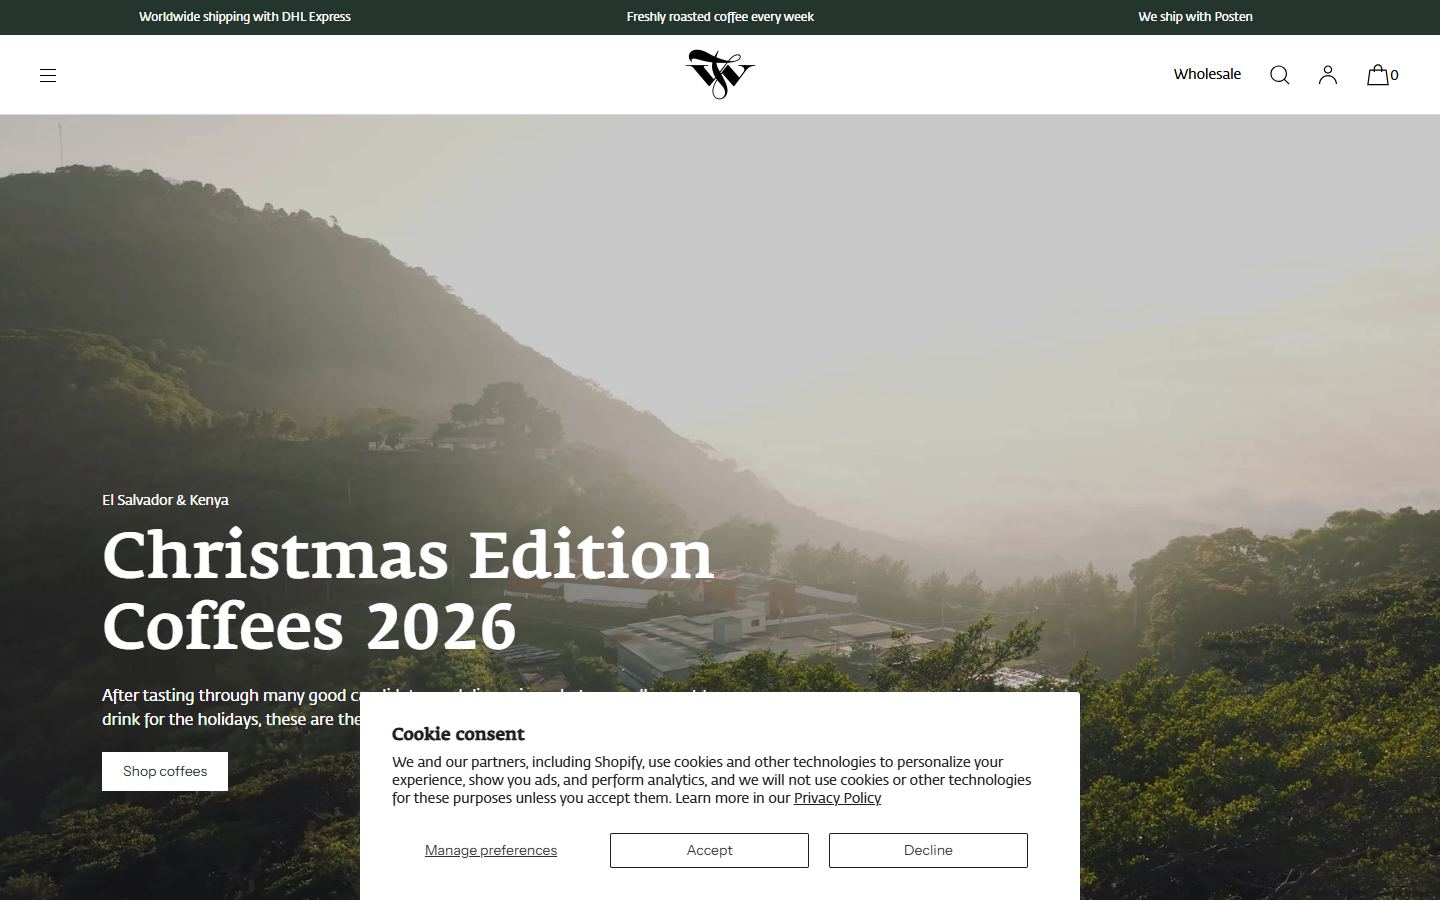 Worldwide shipping with DHL Express
Freshly roasted coffee every week
We ship with Posten
Wholesale
0
El Salvador & Kenya
Christmas Edition
Coffees 2026
After tasting through many good
drink for the holidays, these are the
Shop coffees
Cookie consent
We and our partners, including Shopify, use cookies and other technologies to personalize your
experience, show you ads, and perform analytics, and we will not use cookies or other technologies
for these purposes unless you accept them. Learn more in our Privacy Policy
Manage preferences
Accept
Decline